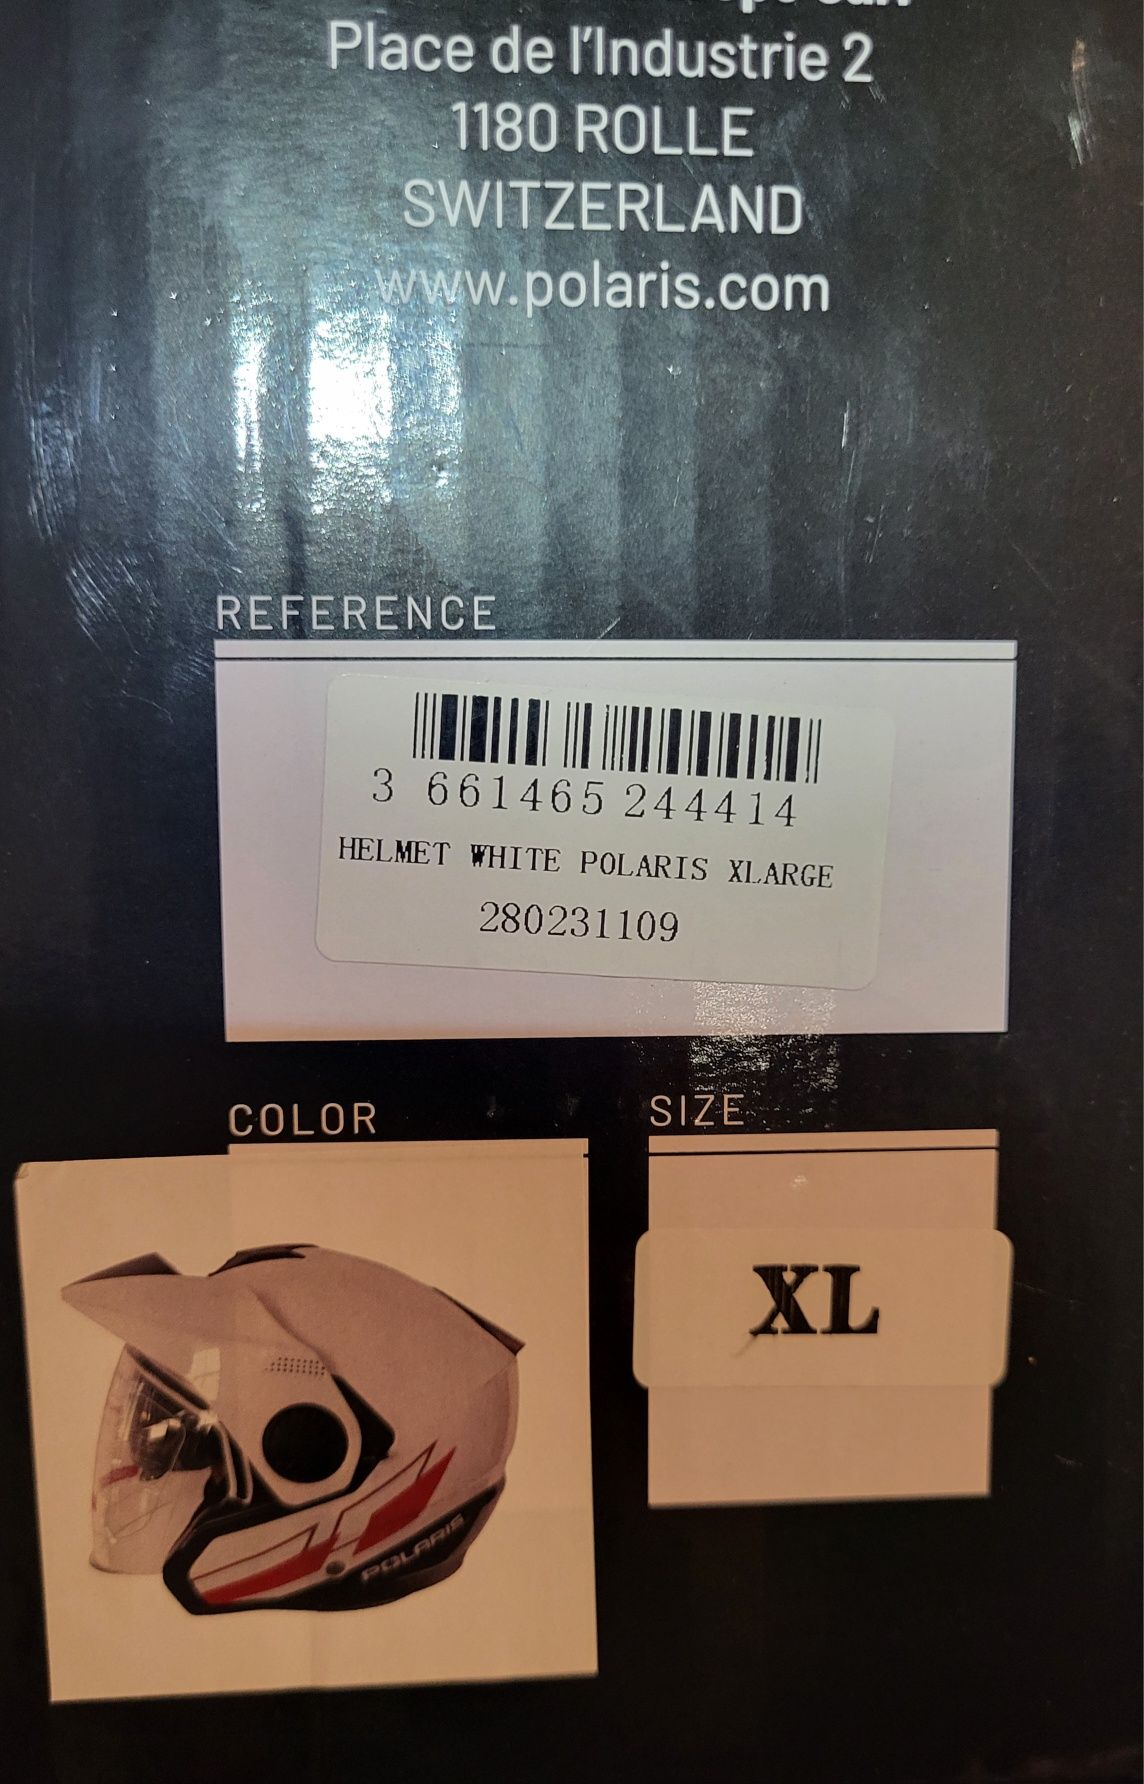 Place de l'Industrie 2
1180 ROLLE
SWITZERLAND
www.polaris.com
REFERENCE
3 661465 244414
HELMET WHITE POLARIS XLARGE
280231109
COLOR
SIZE
XL
POLARIS